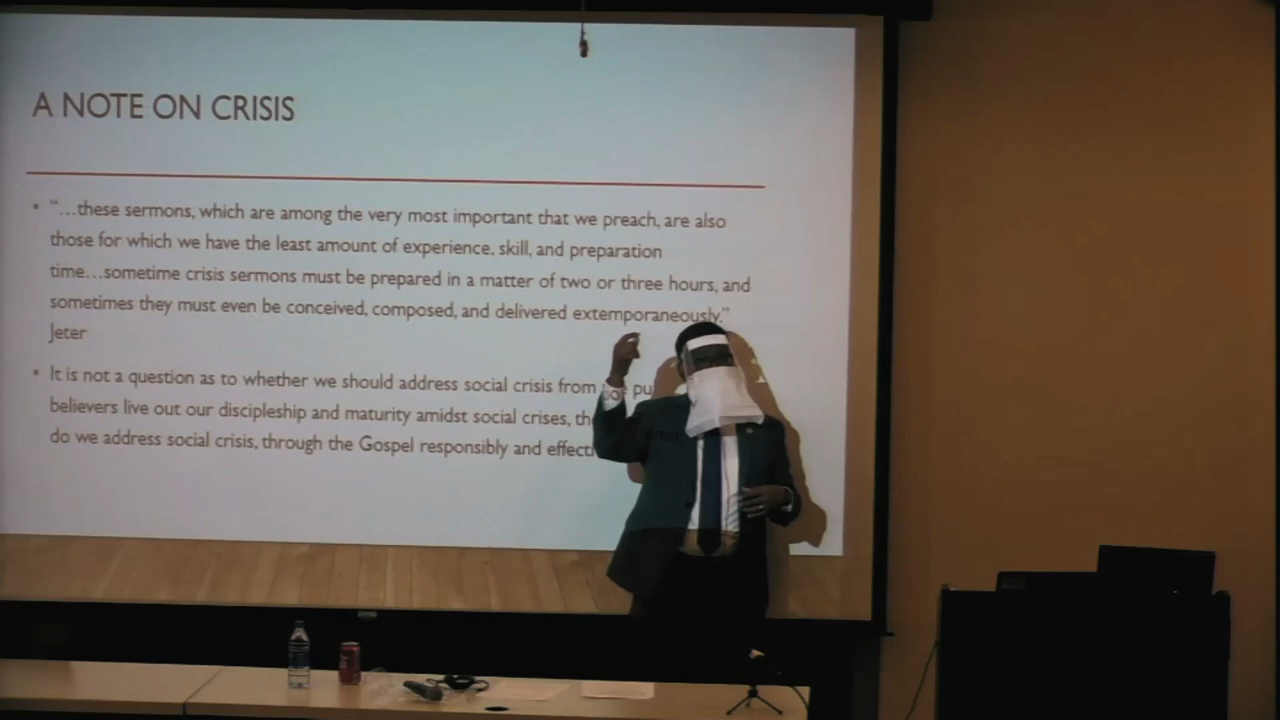 A NOTE ON CRISIS
• "…these sermons, which are among the very most important that we preach, are also
those for which we have the least amount of experience, skill, and preparation
time…sometime crisis sermons must be prepared in a matter of two or three hours, and
sometimes they must even be conceived, composed, and delivered extemporaneously."
Jeter
• It is not a question as to whether we should address social crisis from
believers live out our discipleship and maturity amidst social crises,
do we address social crisis, through the Gospel responsibly and